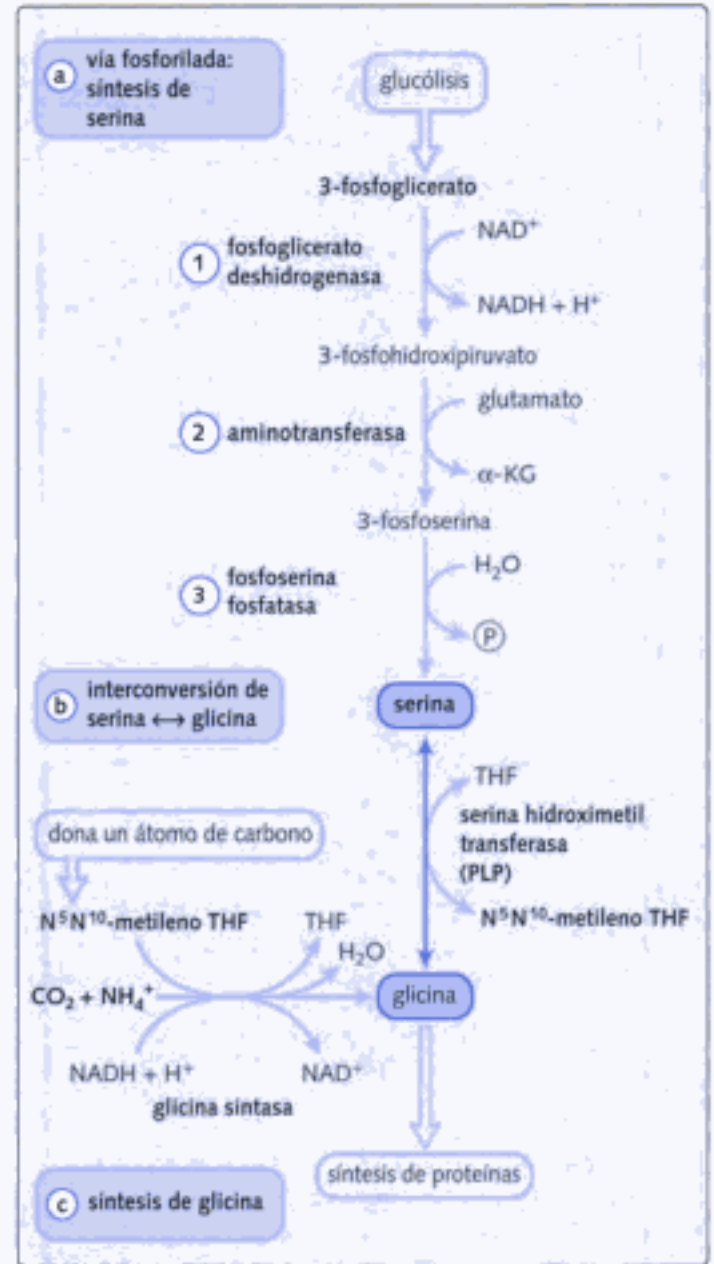 a
vía fosforilada:
síntesis de
serina
glucólisis
3-fosfoglicerato
1
fosfoglicerato
deshidrogenasa
NAD⁺
NADH + H⁺
3-fosfohidroxipiruvato
2
aminotransferasa
glutamato
α-KG
3-fosfoserina
3
fosfoserina
fosfatasa
H₂O
P
b
interconversión de
serina ↔ glicina
serina
THF
serina hidroximetil
transferasa
(PLP)
N⁵N¹⁰-metileno THF
dona un átomo de carbono
N⁵N¹⁰-metileno THF
THF
H₂O
CO₂ + NH₄⁺
glicina
NADH + H⁺
NAD⁺
glicina sintasa
síntesis de proteínas
c
síntesis de glicina